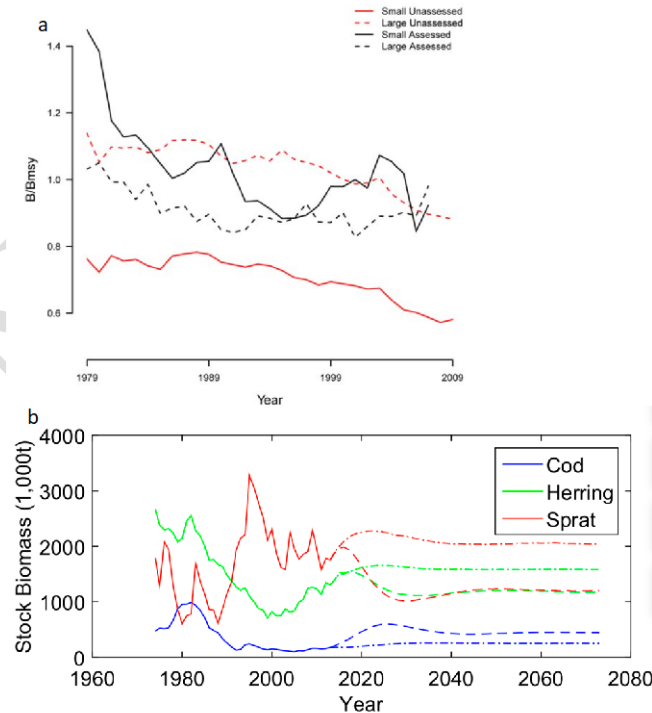 a
Small Unassessed
Large Unassessed
Small Assessed
Large Assessed
1.4
1.2
1.0
0.8
0.6
B/Bmsy
1979 1989 1999 2009
Year
b
4000
3000
2000
1000
0
Stock Biomass (1,000t)
Cod
Herring
Sprat
1960 1980 2000 2020 2040 2060 2080
Year